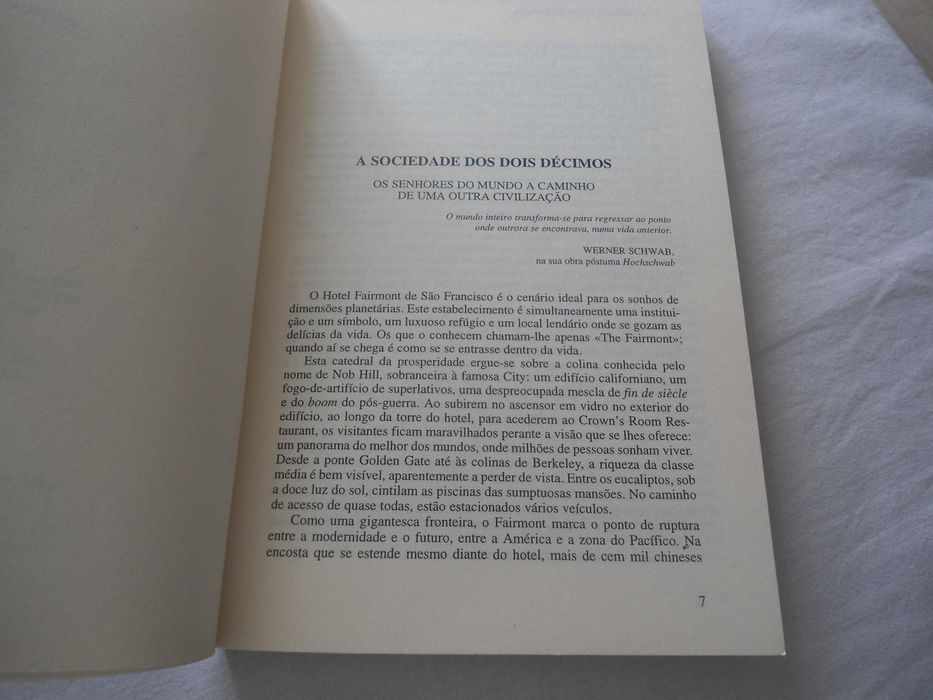 A SOCIEDADE DOS DOIS DÉCIMOS
OS SENHORES DO MUNDO A CAMINHO
DE UMA OUTRA CIVILIZAÇÃO
O mundo inteiro transforma-se para regressar ao ponto
onde outrora se encontrava, numa vida anterior.
WERNER SCHWAB,
na sua obra póstuma Hochschwab
O Hotel Fairmont de São Francisco é o cenário ideal para os sonhos de
dimensões planetárias. Este estabelecimento é simultaneamente uma institui-
ção e um símbolo, um luxuoso refúgio e um local lendário onde se gozam as
delícias da vida. Os que o conhecem chamam-lhe apenas «The Fairmont»;
quando aí se chega é como se se entrasse dentro da vida.
Esta catedral da prosperidade ergue-se sobre a colina conhecida pelo
nome de Nob Hill, sobranceira à famosa City: um edifício californiano, um
fogo-de-artifício de superlativos, uma despreocupada mescla de fin de siècle
e do boom do pós-guerra. Ao subirem no ascensor em vidro no exterior do
edifício, ao longo da torre do hotel, para acederem ao Crown's Room Res-
taurant, os visitantes ficam maravilhados perante a visão que se lhes oferece:
um panorama do melhor dos mundos, onde milhões de pessoas sonham viver.
Desde a ponte Golden Gate até às colinas de Berkeley, a riqueza da classe
média é bem visível, aparentemente a perder de vista. Entre os eucaliptos, sob
a doce luz do sol, cintilam as piscinas das sumptuosas mansões. No caminho
de acesso de quase todas, estão estacionados vários veículos.
Como uma gigantesca fronteira, o Fairmont marca o ponto de ruptura
entre a modernidade e o futuro, entre a América e a zona do Pacífico. Na
encosta que se estende mesmo diante do hotel, mais de cem mil chineses
7